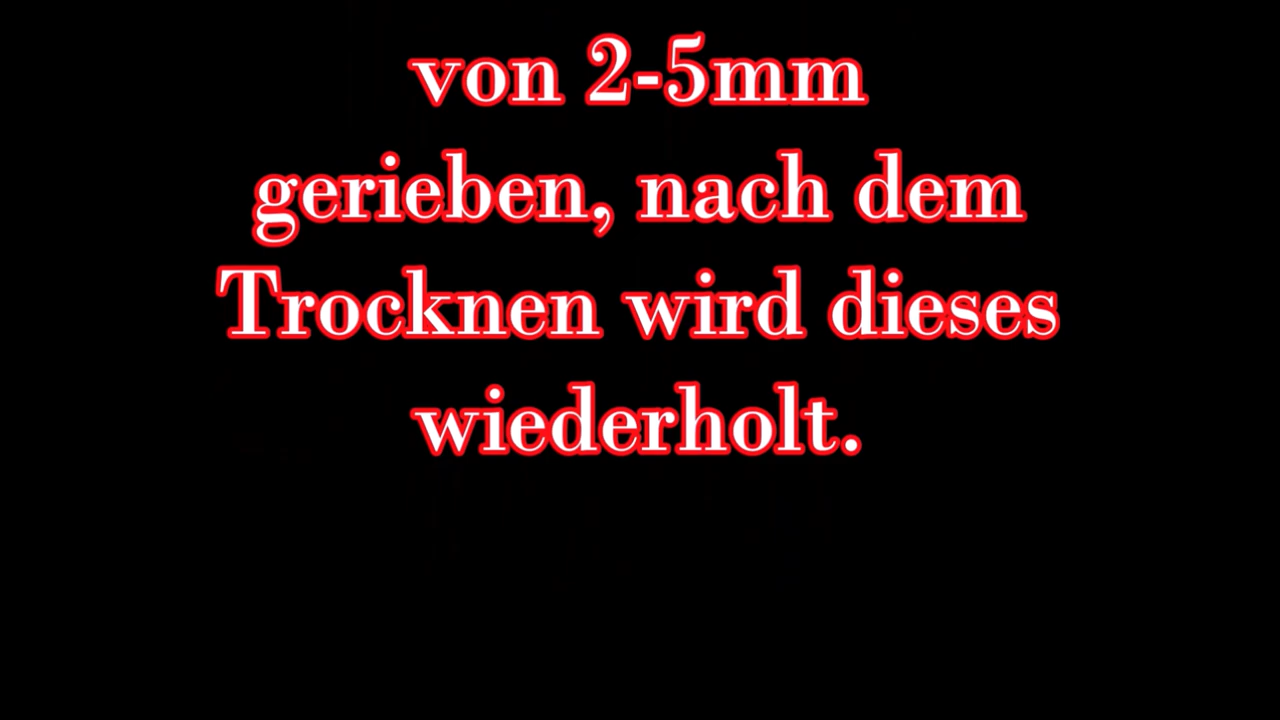 von 2-5mm
gerieben, nach dem
Trocknen wird dieses
wiederholt.